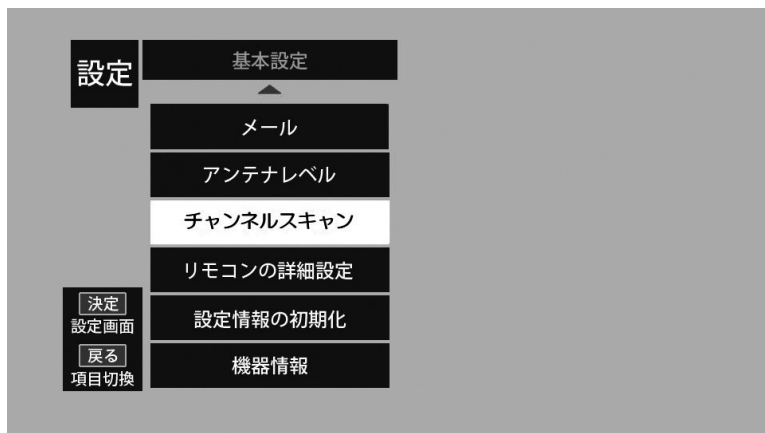 設定
基本設定
メール
アンテナレベル
チャンネルスキャン
リモコンの詳細設定
設定情報の初期化
機器情報
決定
設定画面
戻る
項目切換